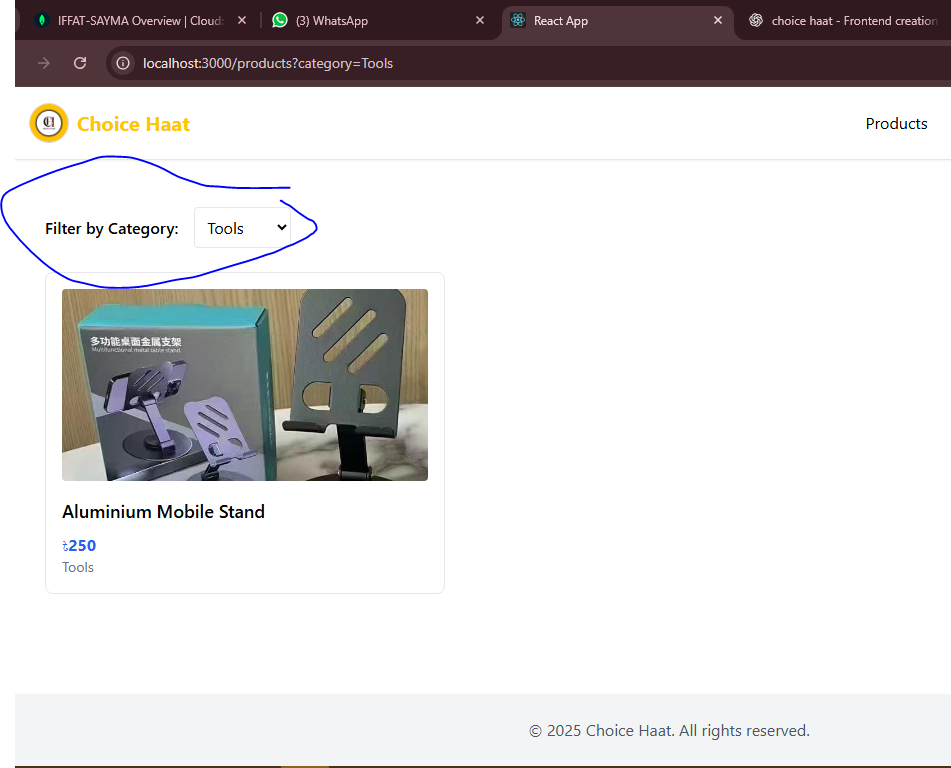 IFFAT-SAYMA Overview | Clouds
(3) WhatsApp
React App
choice haat - Frontend creation
localhost:3000/products?category=Tools
Choice Haat
Products
Filter by Category:
Tools
多功能桌面金属支架
Multifunctional metal table stand
Aluminium Mobile Stand
৳250
Tools
© 2025 Choice Haat. All rights reserved.